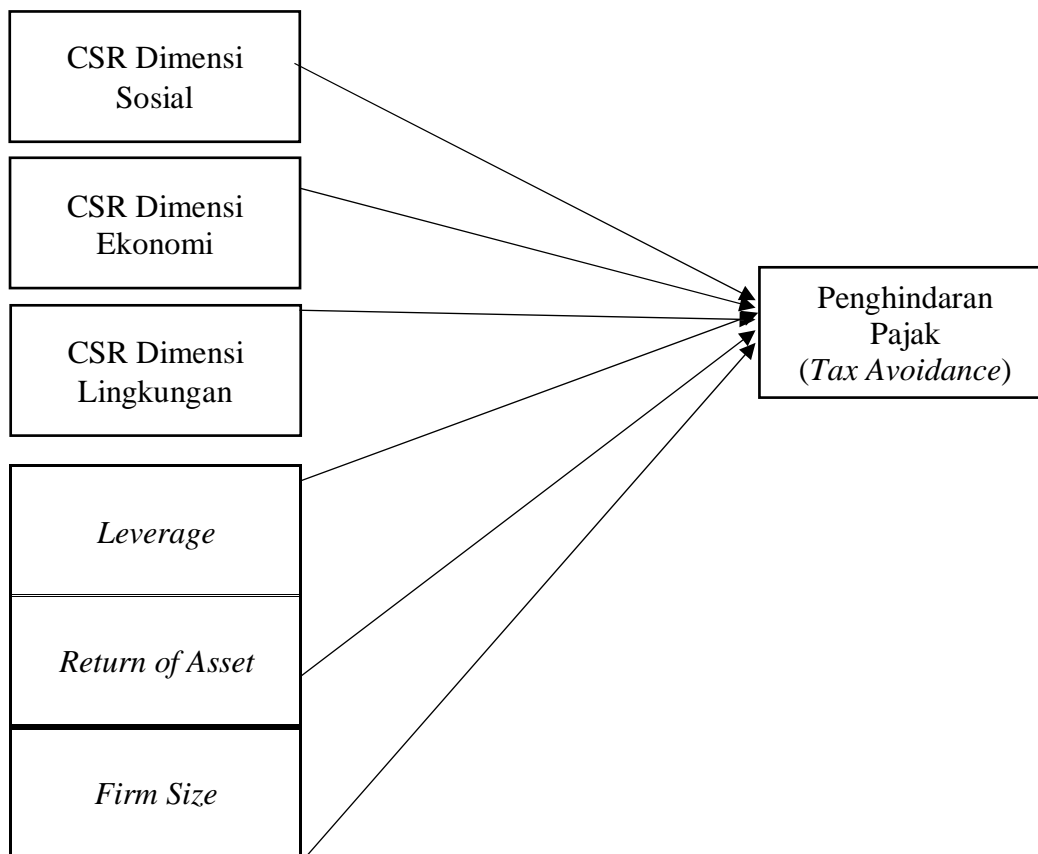 CSR Dimensi
Sosial
CSR Dimensi
Ekonomi
CSR Dimensi
Lingkungan
Leverage
Return of Asset
Firm Size
Penghindaran
Pajak
(Tax Avoidance)